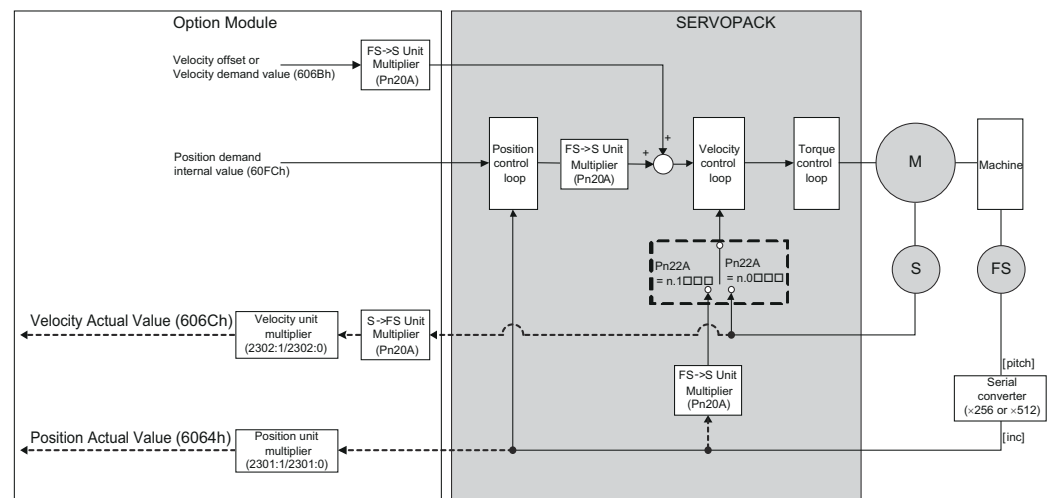 Option Module
SERVOPACK
Velocity offset or
Velocity demand value (606Bh)
FS->S Unit
Multiplier
(Pn20A)
Position demand
internal value (60FCh)
Position
control
loop
FS->S Unit
Multiplier
(Pn20A)
+
+
Velocity
control
loop
Torque
control
loop
M
Machine
Pn22A
= n.1□□□
Pn22A
= n.0□□□
S
FS
Velocity Actual Value (606Ch)
Velocity unit
multiplier
(2302:1/2302:0)
S->FS Unit
Multiplier
(Pn20A)
FS->S Unit
Multiplier
(Pn20A)
[pitch]
Serial
converter
(×256 or ×512)
[inc]
Position Actual Value (6064h)
Position unit
multiplier
(2301:1/2301:0)